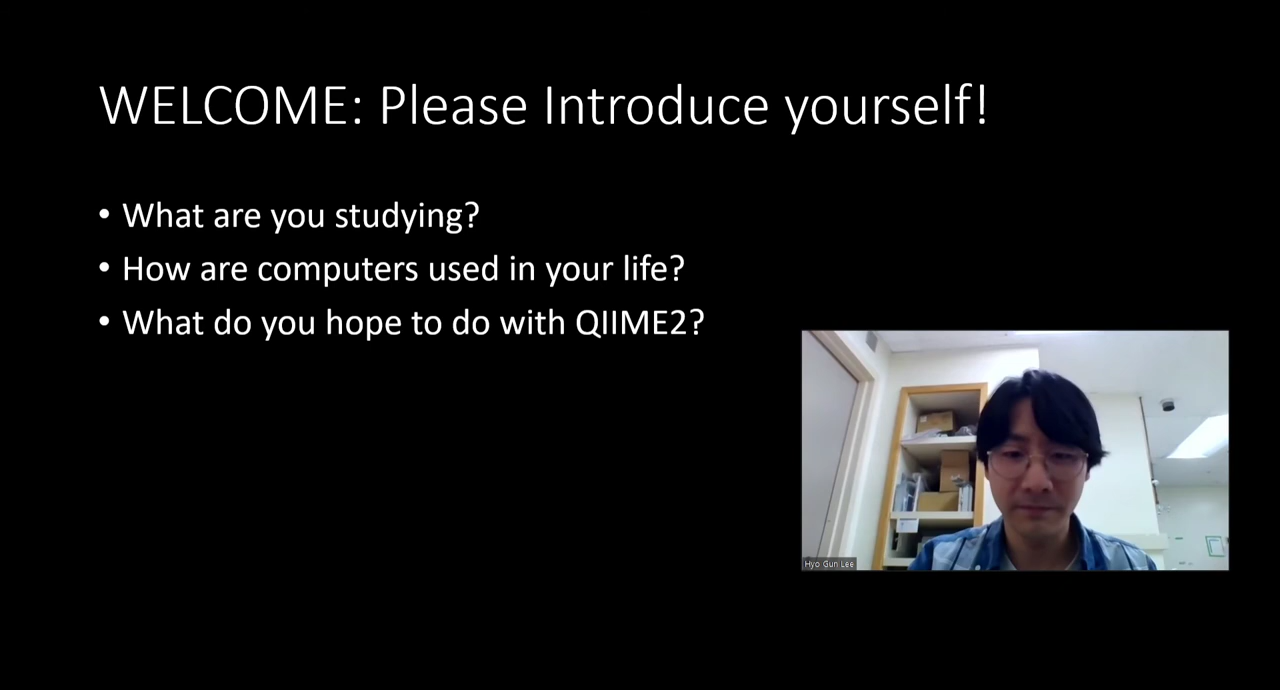 WELCOME: Please Introduce yourself!
• What are you studying?
• How are computers used in your life?
• What do you hope to do with QIIME2?
Hyo Gun Lee